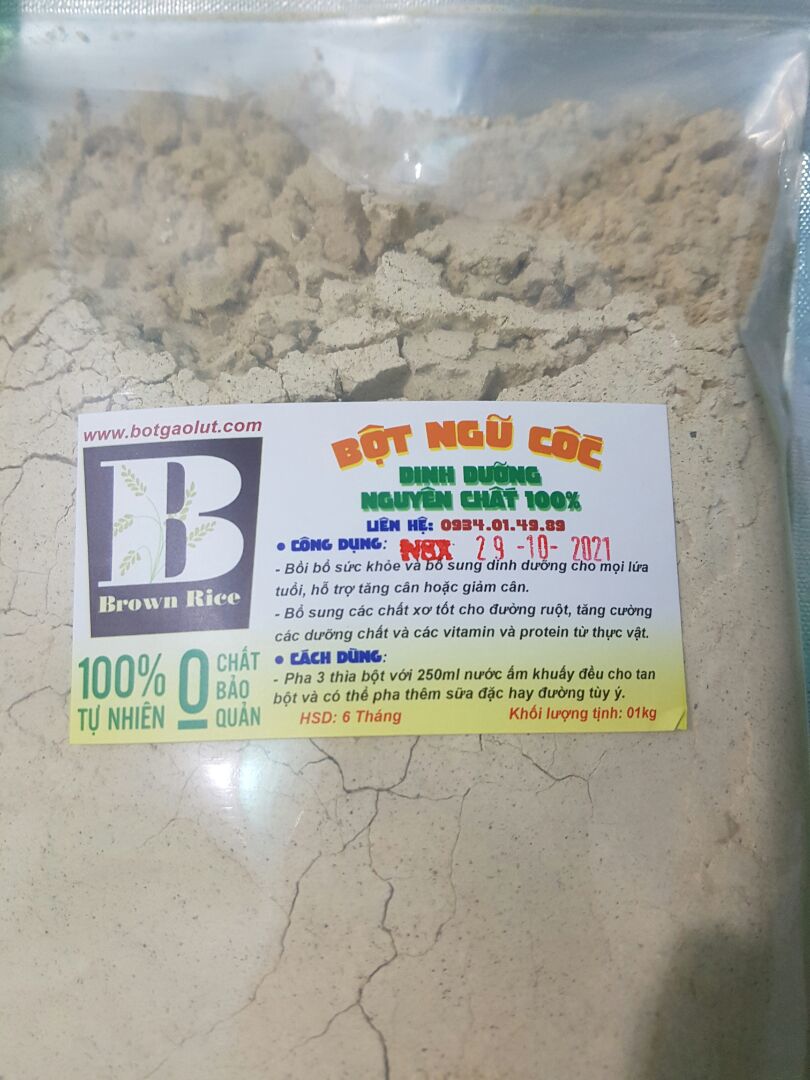 www.botgaolut.com
B
Brown Rice
100%
TỰ NHIÊN
0
CHẤT
BẢO
QUẢN
BỘT NGŨ CỐC
DINH DƯỠNG
NGUYÊN CHẤT 100%
LIÊN HỆ: 0934.01.49.89
• CÔNG DỤNG: NSX 29-10-2021
- Bồi bổ sức khỏe và bổ sung dinh dưỡng cho mọi lứa
tuổi, hỗ trợ tăng cân hoặc giảm cân.
- Bổ sung các chất xơ tốt cho đường ruột, tăng cường
các dưỡng chất và các vitamin và protein từ thực vật.
• CÁCH DÙNG:
- Pha 3 thìa bột với 250ml nước ấm khuấy đều cho tan
bột và có thể pha thêm sữa đặc hay đường tùy ý.
HSD: 6 Tháng Khối lượng tịnh: 01kg